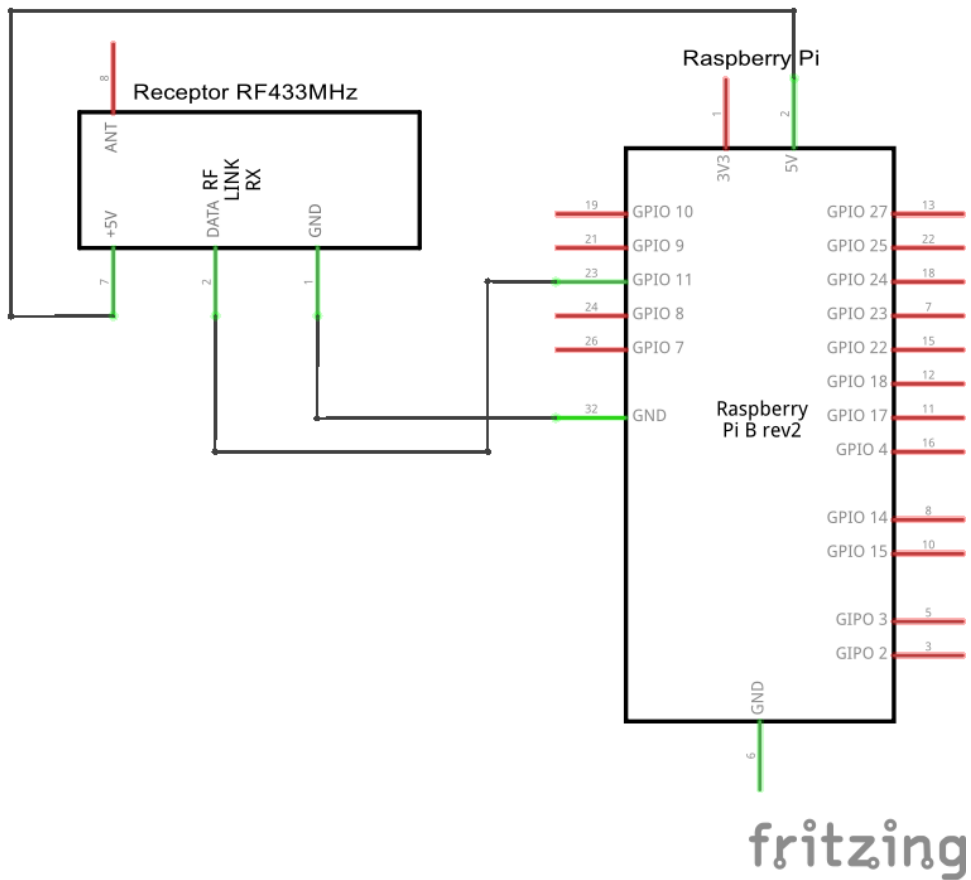 Raspberry Pi
8
Receptor RF433MHz
1
2
ANT
3V3
5V
RF
LINK
RX
+5V
DATA
GND
7
2
1
19
GPIO 10
21
GPIO 9
23
GPIO 11
24
GPIO 8
26
GPIO 7
32
GND
Raspberry
Pi B rev2
GPIO 27
13
GPIO 25
22
GPIO 24
18
GPIO 23
7
GPIO 22
15
GPIO 18
12
GPIO 17
11
GPIO 4
16
GPIO 14
8
GPIO 15
10
GIPO 3
5
GIPO 2
3
GND
6
fritzing